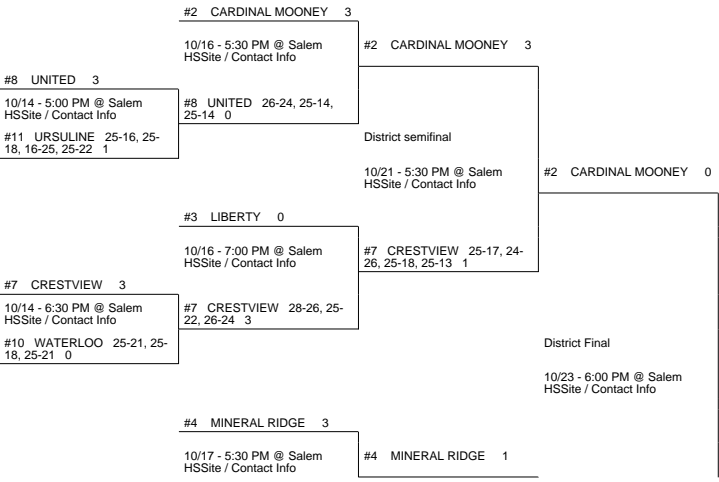 #2 CARDINAL MOONEY 3
10/16 - 5:30 PM @ Salem
HSSite / Contact Info
#2 CARDINAL MOONEY 3
#8 UNITED 3
10/14 - 5:00 PM @ Salem
HSSite / Contact Info
#8 UNITED 26-24, 25-14,
25-14 0
#11 URSULINE 25-16, 25-
18, 16-25, 25-22 1
District semifinal
10/21 - 5:30 PM @ Salem
HSSite / Contact Info
#2 CARDINAL MOONEY 0
#3 LIBERTY 0
10/16 - 7:00 PM @ Salem
HSSite / Contact Info
#7 CRESTVIEW 25-17, 24-
26, 25-18, 25-13 1
#7 CRESTVIEW 3
10/14 - 6:30 PM @ Salem
HSSite / Contact Info
#7 CRESTVIEW 28-26, 25-
22, 26-24 3
#10 WATERLOO 25-21, 25-
18, 25-21 0
District Final
10/23 - 6:00 PM @ Salem
HSSite / Contact Info
#4 MINERAL RIDGE 3
10/17 - 5:30 PM @ Salem
HSSite / Contact Info
#4 MINERAL RIDGE 1